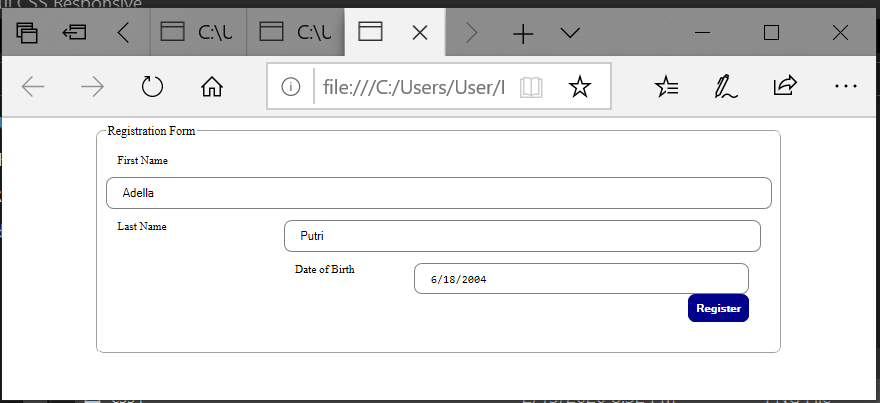 CSS Responsive
C:\U
C:\U
file:///C:/Users/User/I
Registration Form
First Name
Adella
Last Name
Putri
Date of Birth
6/18/2004
Register